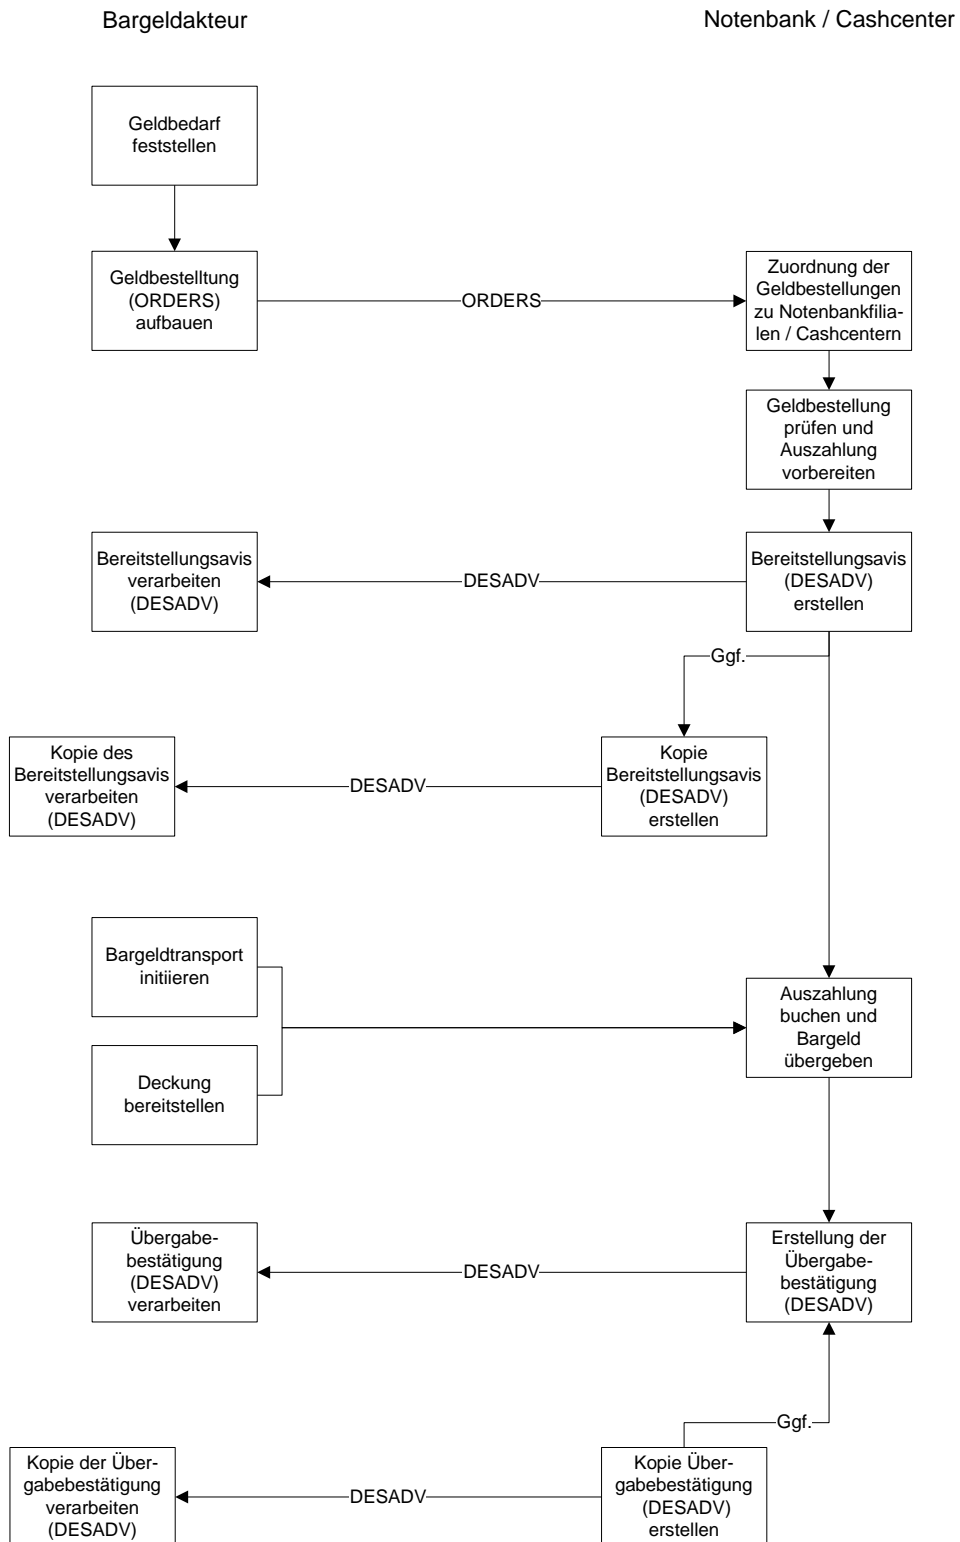 Bargeldakteur
Notenbank / Cashcenter
Geldbedarf
feststellen
Geldbestelltung
(ORDERS)
aufbauen
ORDERS
Zuordnung der
Geldbestellungen
zu Notenbankfilia-
len / Cashcentern
Geldbestellung
prüfen und
Auszahlung
vorbereiten
Bereitstellungsavis
verarbeiten
(DESADV)
DESADV
Bereitstellungsavis
(DESADV)
erstellen
Ggf.
Kopie des
Bereitstellungsavis
verarbeiten
(DESADV)
DESADV
Kopie
Bereitstellungsavis
(DESADV)
erstellen
Bargeldtransport
initiieren
Deckung
bereitstellen
Auszahlung
buchen und
Bargeld
übergeben
Übergabe-
bestätigung
(DESADV)
verarbeiten
DESADV
Erstellung der
Übergabe-
bestätigung
(DESADV)
Ggf.
Kopie der Über-
gabebestätigung
verarbeiten
(DESADV)
DESADV
Kopie Über-
gabebestätigung
(DESADV)
erstellen